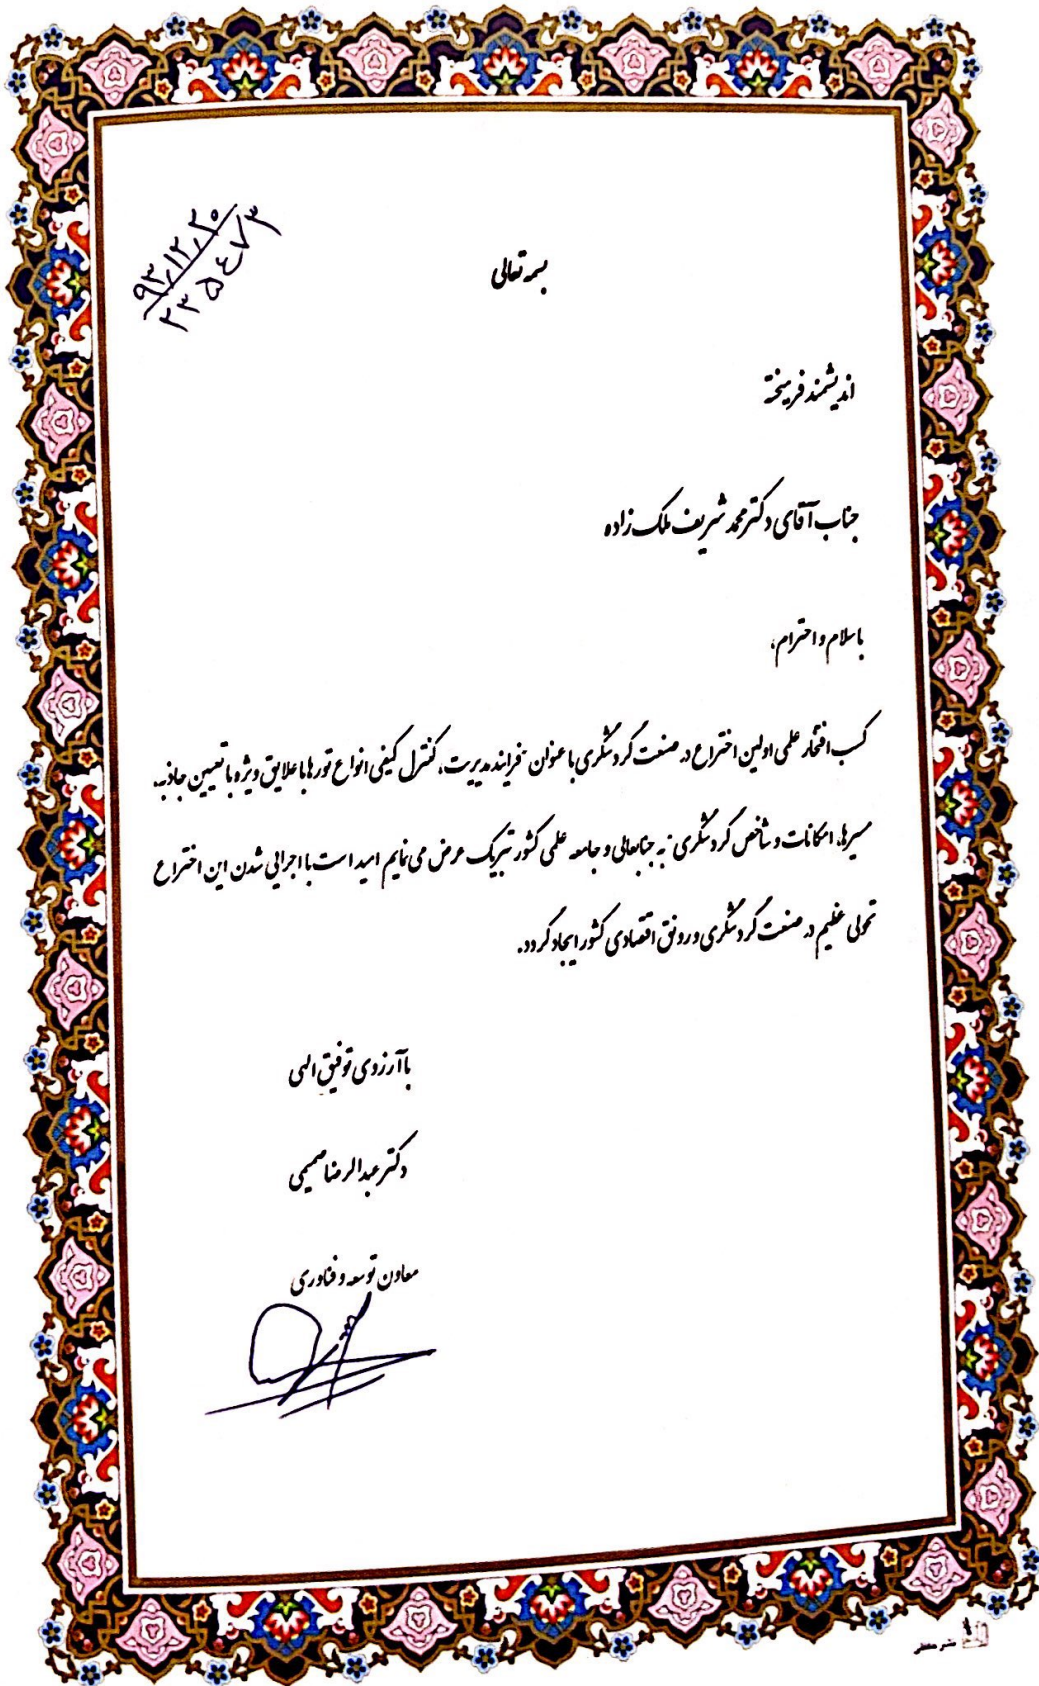 ۹۳،۱۲،۲۰
۲۳۵۴۷۳
بسمه تعالی
اندیشمند فرهیخته
جناب آقای دکتر محمد شریف ملک زاده
با سلام و احترام،
کسب افتخار علمی اولین اختراع در صنعت گردشگری با عنوان "فرایند مدیریت، کنترل کیفی انواع تورها با علایق ویژه با تعیین جاذبه،
مسیرها، امکانات و شاخص گردشگری" به جنابعالی و جامعه علمی کشور تبریک عرض می نمایم امید است با اجرایی شدن این اختراع
تحولی عظیم در صنعت گردشگری و رونق اقتصادی کشور ایجاد گردد.
با آرزوی توفیق الهی
دکتر عبدالرضا صمیمی
معاون توسعه و فناوری